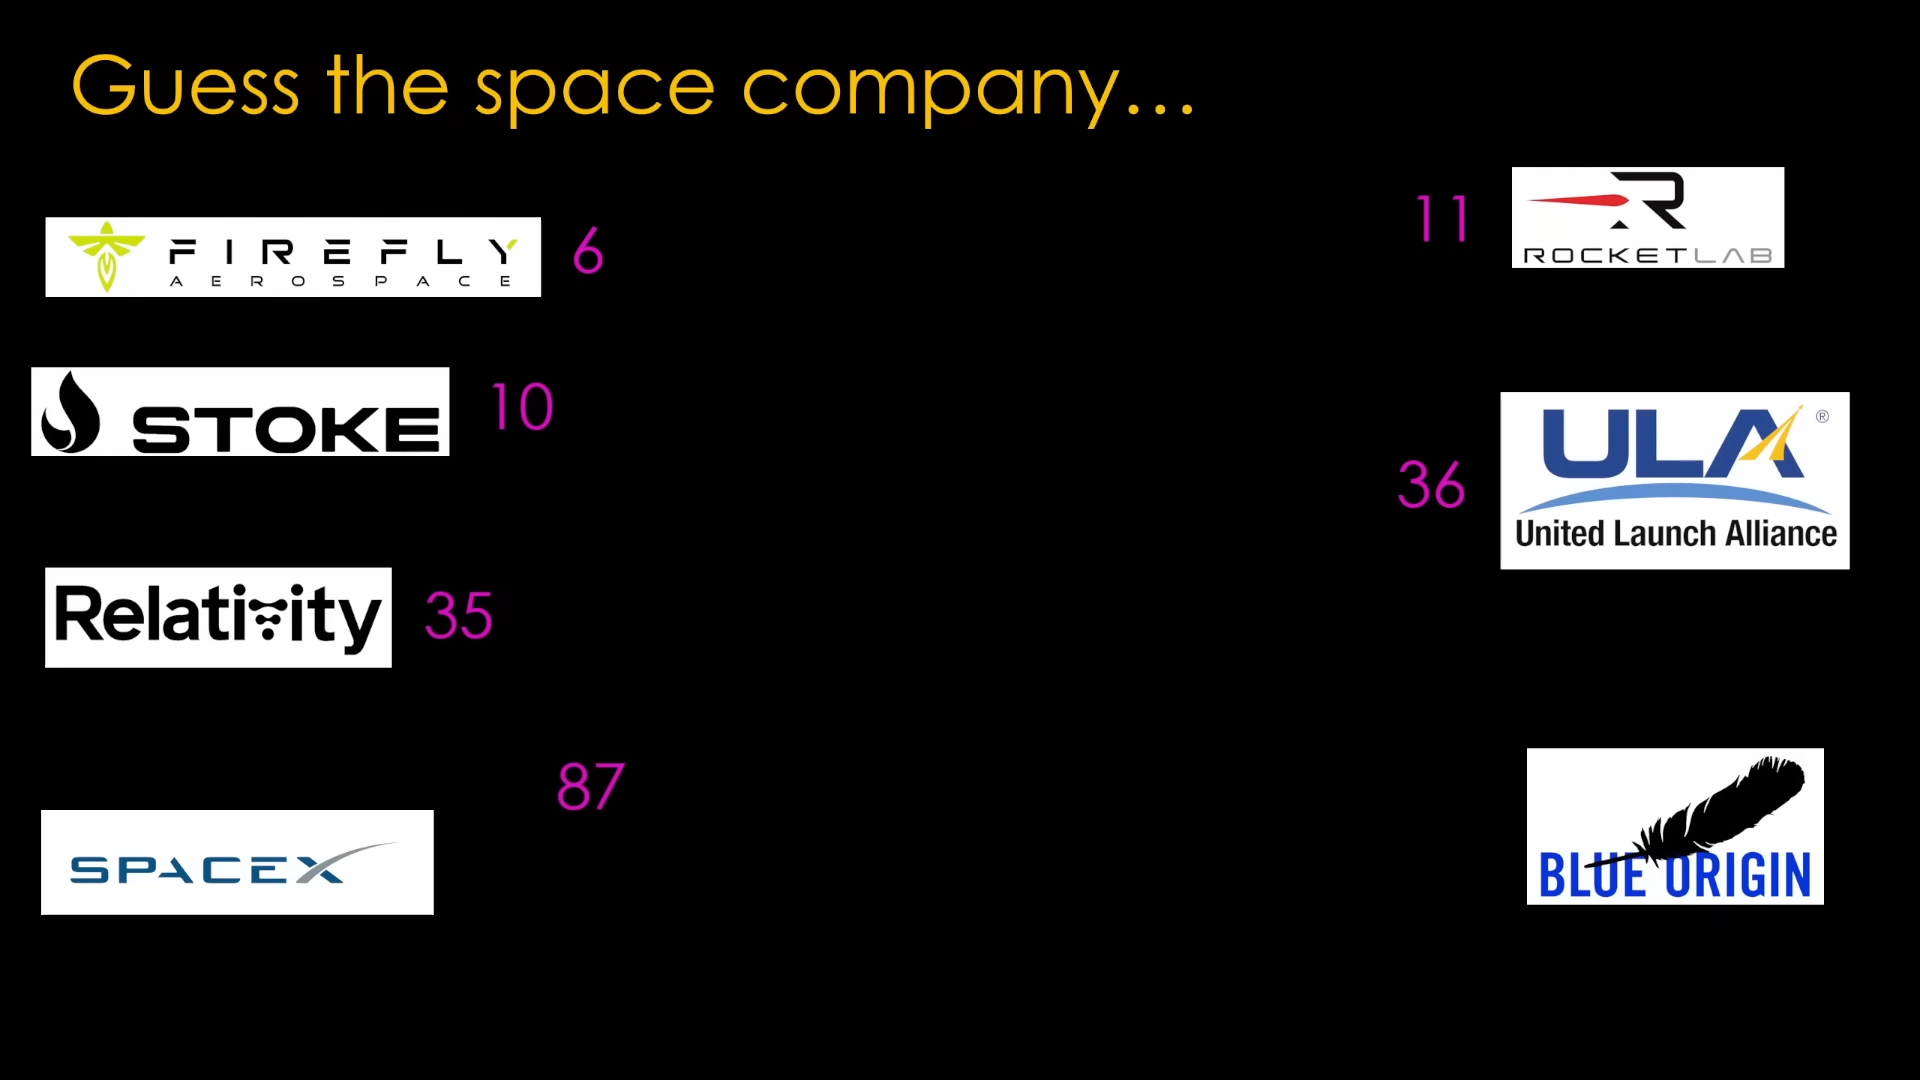 Guess the space company...
FIREFLY
AEROSPACE
6
11
ROCKETLAB
STOKE
10
ULA®
United Launch Alliance
36
Relativity
35
87
SPACEX
BLUE ORIGIN